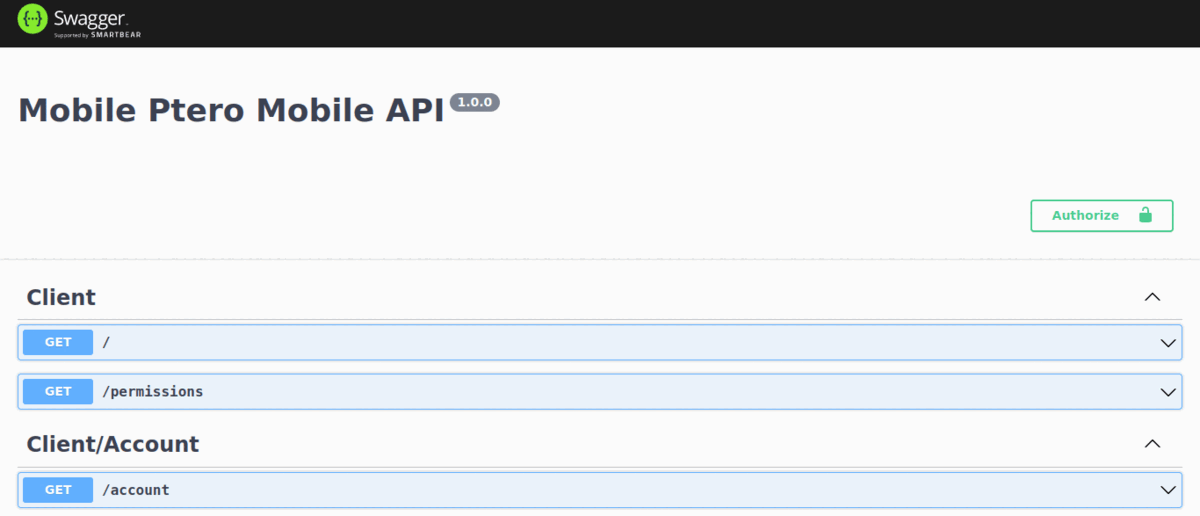 Swagger.
Supported by SMARTBEAR
Mobile Ptero Mobile API 1.0.0
Authorize
Client
GET /
GET /permissions
Client/Account
GET /account